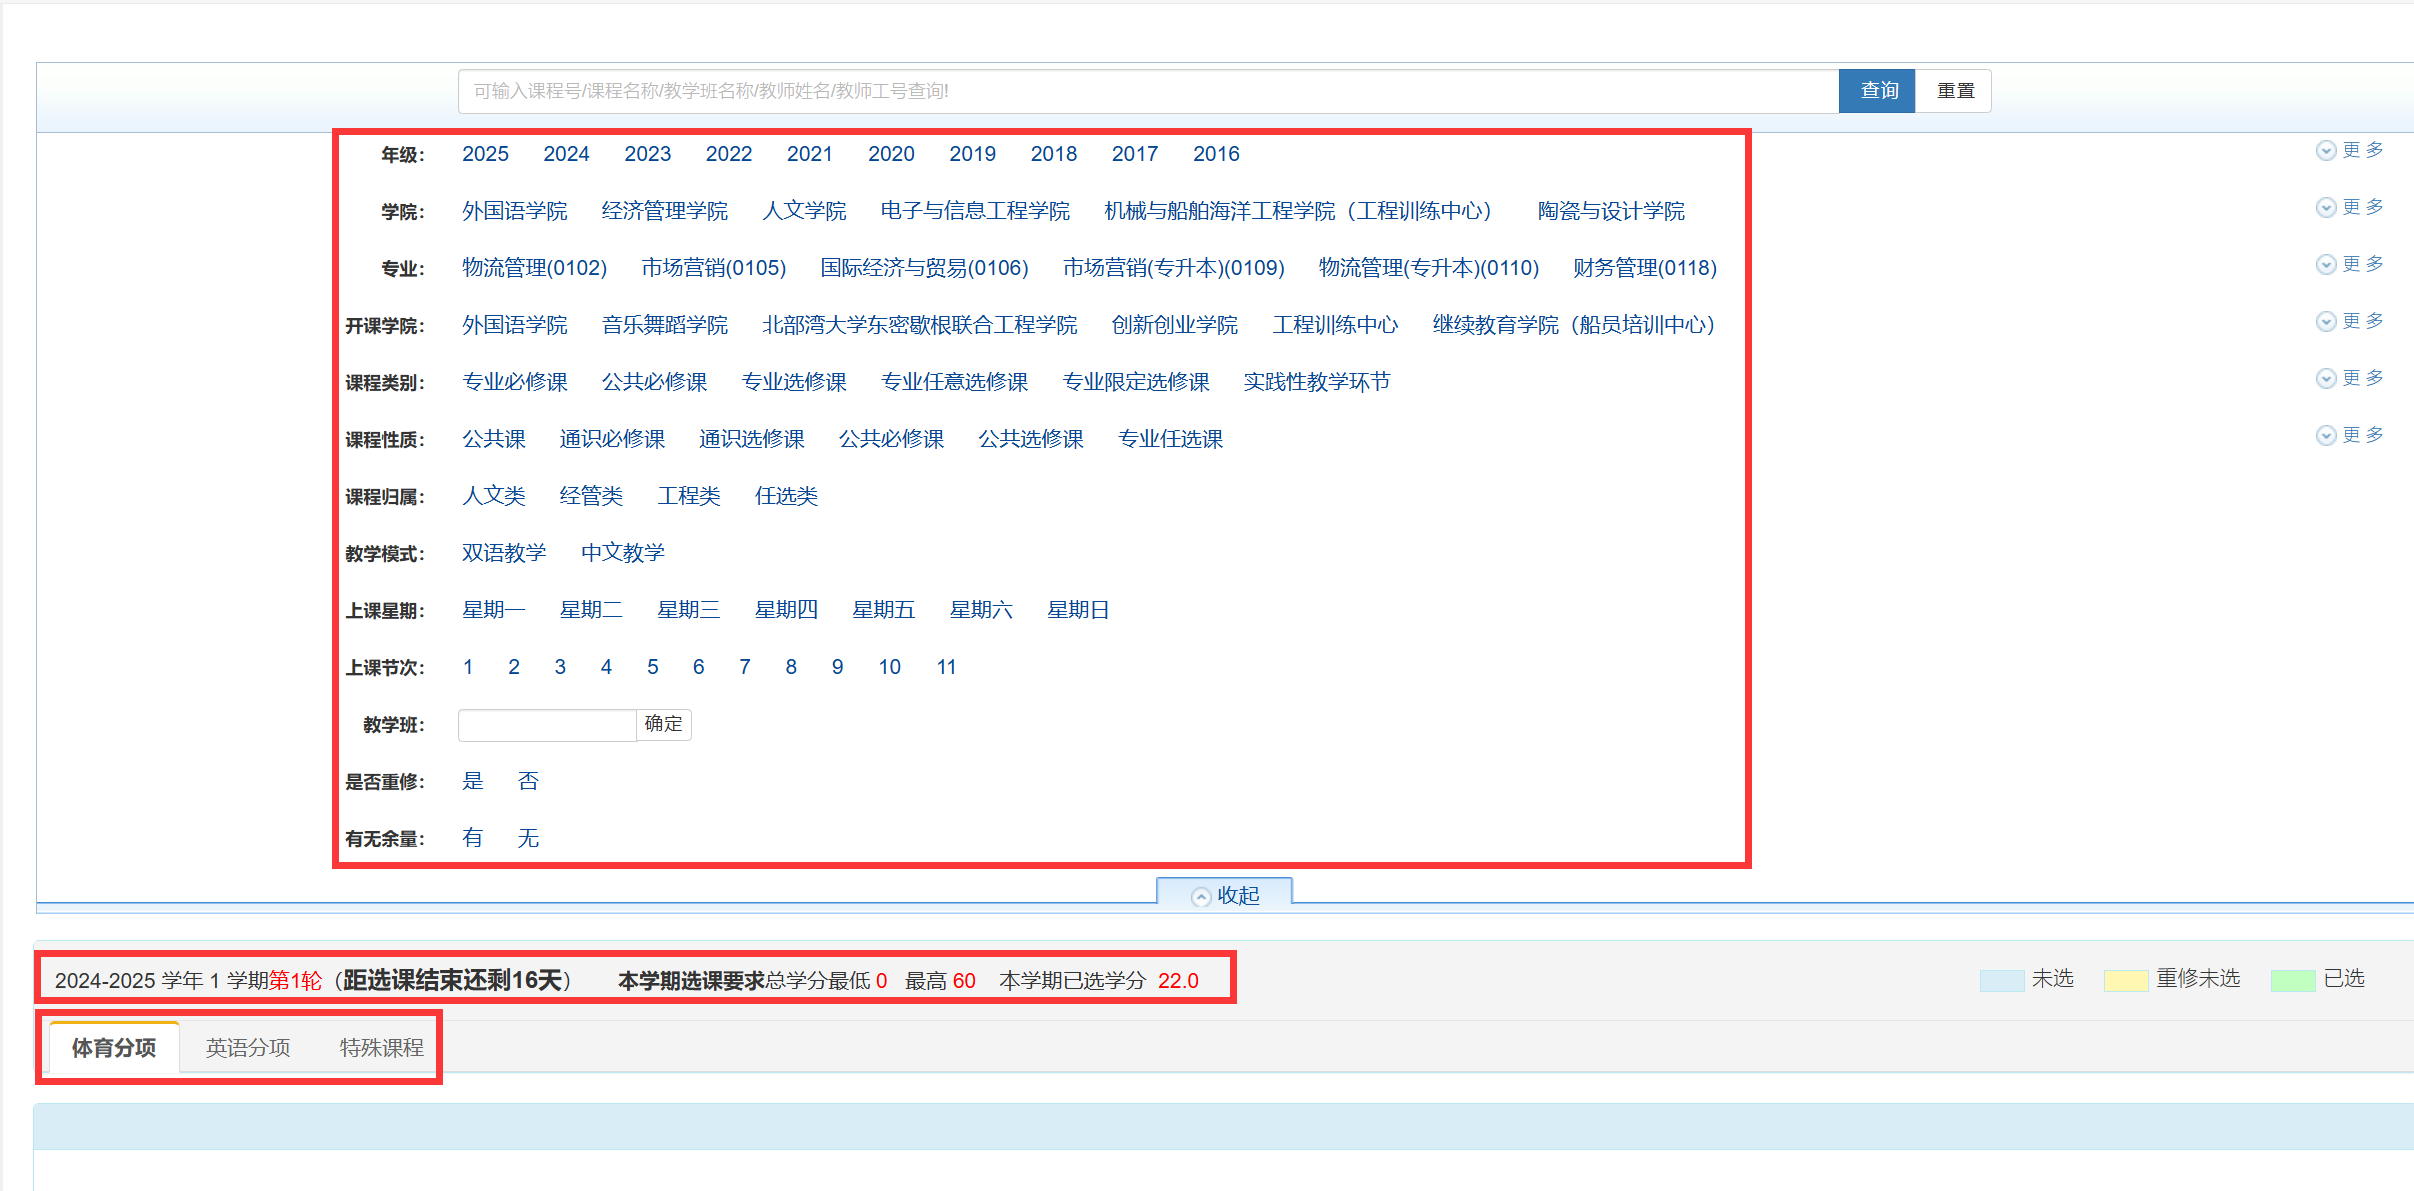 可输入课程号/课程名称/教学班名称/教师姓名/教师工号查询! 查询 重置
年级： 2025 2024 2023 2022 2021 2020 2019 2018 2017 2016 更多
学院： 外国语学院 经济管理学院 人文学院 电子与信息工程学院 机械与船舶海洋工程学院（工程训练中心） 陶瓷与设计学院 更多
专业： 物流管理(0102) 市场营销(0105) 国际经济与贸易(0106) 市场营销(专升本)(0109) 物流管理(专升本)(0110) 财务管理(0118) 更多
开课学院： 外国语学院 音乐舞蹈学院 北部湾大学东密歇根联合工程学院 创新创业学院 工程训练中心 继续教育学院（船员培训中心） 更多
课程类别： 专业必修课 公共必修课 专业选修课 专业任意选修课 专业限定选修课 实践性教学环节 更多
课程性质： 公共课 通识必修课 通识选修课 公共必修课 公共选修课 专业任选课 更多
课程归属： 人文类 经管类 工程类 任选类
教学模式： 双语教学 中文教学
上课星期： 星期一 星期二 星期三 星期四 星期五 星期六 星期日
上课节次： 1 2 3 4 5 6 7 8 9 10 11
教学班： 确定
是否重修： 是 否
有无余量： 有 无
收起
2024-2025 学年 1 学期第1轮（距选课结束还剩16天） 本学期选课要求总学分最低 0 最高 60 本学期已选学分 22.0 未选 重修未选 已选
体育分项 英语分项 特殊课程